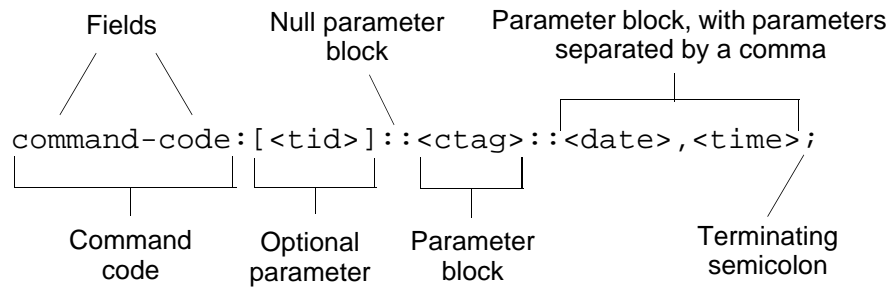 Fields
Null parameter
block
Parameter block, with parameters
separated by a comma
command-code:[<tid>]::<ctag>::<date>,<time>;
Command
code
Optional
parameter
Parameter
block
Terminating
semicolon